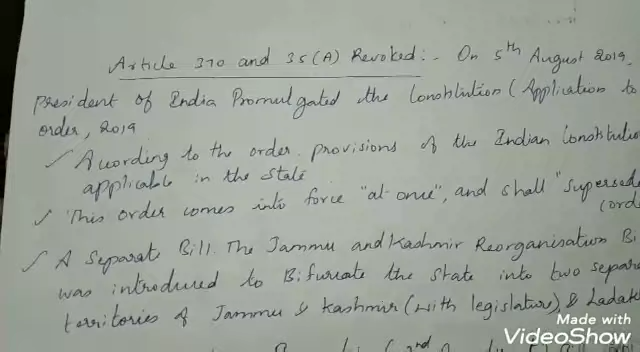 Article 370 and 35(A) Revoked:- On 5th August 2019,
President of India Promulgated the Constitution (Application to
order, 2019
✓ According to the order provisions of the Indian Constitution
applicable in the state
✓ This order comes into force "at once", and shall "supersede
(ord
✓ A Separate Bill The Jammu and Kashmir Reorganisation Bi
was introduced to Bifurcate the State into two separa
territories of Jammu & Kashmir (with legislature), & Ladakh
Made with
VideoShow